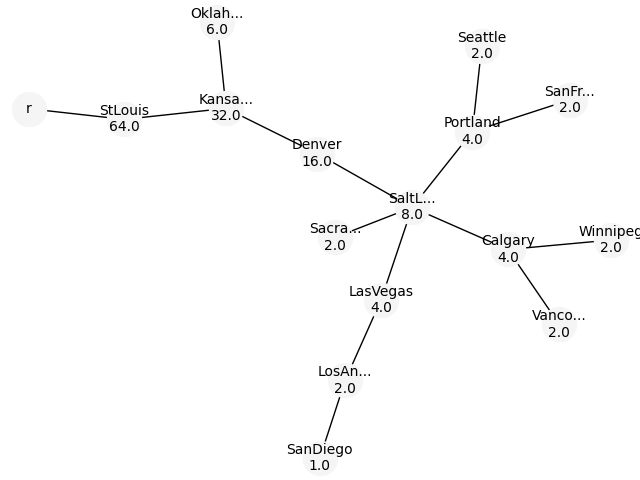 Oklah...
6.0
Seattle
2.0
SanFr...
2.0
r
StLouis
64.0
Kansa...
32.0
Portland
4.0
Denver
16.0
SaltL...
8.0
Sacra...
2.0
Calgary
4.0
Winnipeg
2.0
LasVegas
4.0
Vanco...
2.0
LosAn...
2.0
SanDiego
1.0